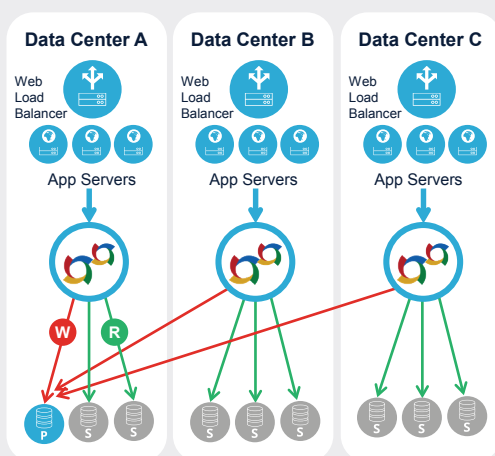 Data Center A
Data Center B
Data Center C
Web
Load
Balancer
Web
Load
Balancer
Web
Load
Balancer
App Servers
App Servers
App Servers
W
R
P
S
S
S
S
S
S
S
S